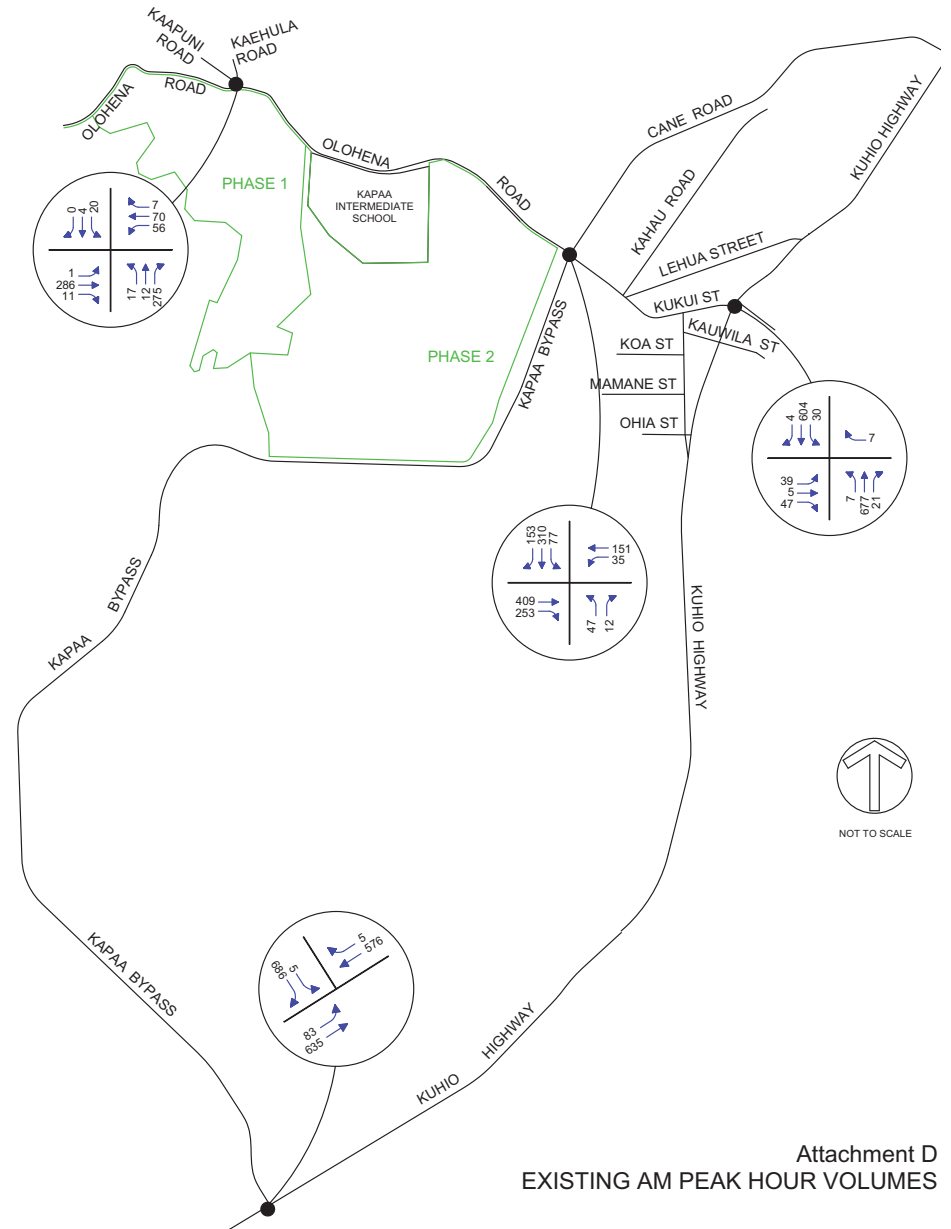 KAAPUNI
ROAD
KAEHULA
ROAD
OLOHENA
ROAD
CANE ROAD
KUHIO HIGHWAY
OLOHENA
ROAD
PHASE 1
KAPAA
INTERMEDIATE
SCHOOL
KAHAU ROAD
LEHUA STREET
0
4
20
7
70
56
1
286
11
17
12
275
KUKUI ST
KAUWILA ST
KAPAA BYPASS
KOA ST
PHASE 2
MAMANE ST
OHIA ST
4
604
30
7
39
5
47
7
677
21
153
310
77
151
35
409
253
47
12
KAPAA
BYPASS
KUHIO HIGHWAY
NOT TO SCALE
KAPAA BYPASS
686
5
5
576
83
635
KUHIO
HIGHWAY
Attachment D
EXISTING AM PEAK HOUR VOLUMES